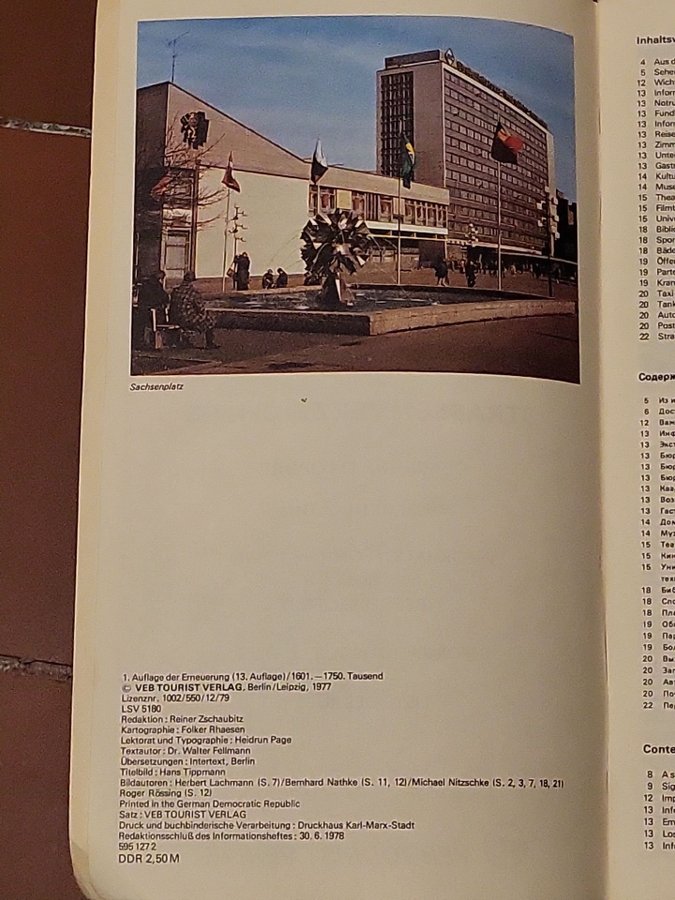 Sachsenplatz
1. Auflage der Erneuerung (13. Auflage)/1601.–1750. Tausend
© VEB TOURIST VERLAG, Berlin/Leipzig, 1977
Lizenznr. 1002/550/12/79
LSV 5180
Redaktion: Reiner Zschaubitz
Kartographie: Folker Rhaesen
Lektorat und Typographie: Heidrun Page
Textautor: Dr. Walter Fellmann
Übersetzungen: Intertext, Berlin
Titelbild: Hans Tippmann
Bildautoren: Herbert Lachmann (S. 7)/Bernhard Nathke (S. 11, 12)/Michael Nitzschke (S. 2, 3, 7, 18, 21)
Roger Rössing (S. 12)
Printed in the German Democratic Republic
Satz: VEB TOURIST VERLAG
Druck und buchbinderische Verarbeitung: Druckhaus Karl-Marx-Stadt
Redaktionsschluß des Informationsheftes: 30. 6. 1978
595 127 2
DDR 2,50 M
4
5
12
13
13
13
13
13
13
13
13
14
14
15
15
15
18
18
18
19
19
19
20
20
20
20
22
5 Из
6
12
13
13
13
13
13
13
13
13
14
14
15
15
15
18
18
18
19
19
19
20
20
20
20
22
8 A
9
12
13
13
13
13